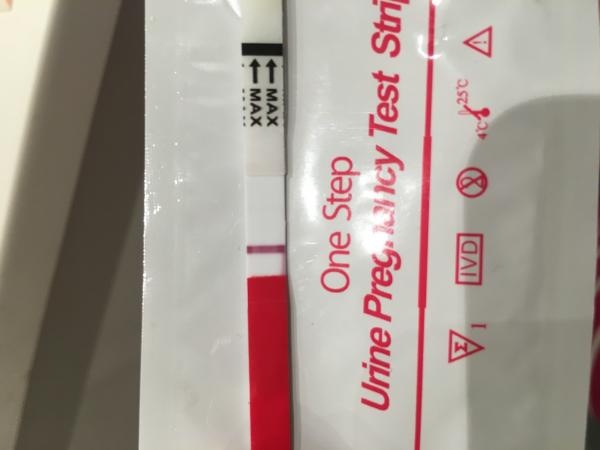 One Step
Urine Pregnancy Test Strip
MAX
MAX
4°C
25°C
IVD
Σ
1